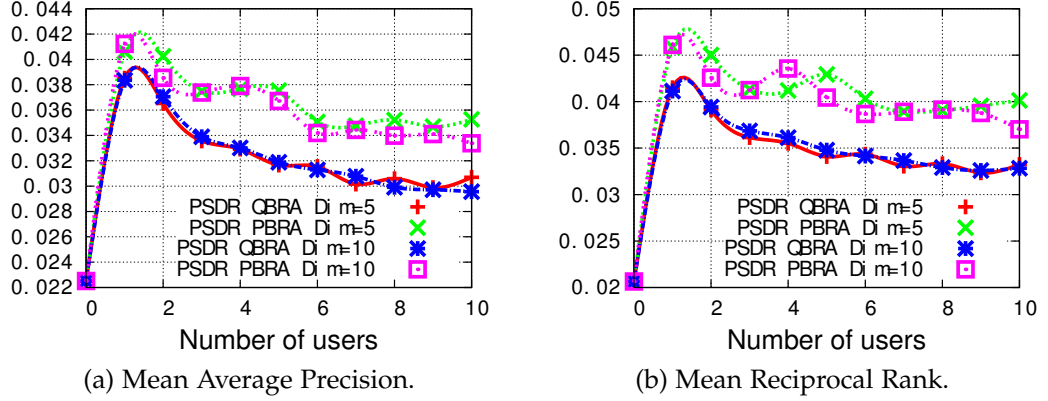 0.044
0.042
0.04
0.038
0.036
0.034
0.032
0.03
0.028
0.026
0.024
0.022
PSDR QBRA Dim=5
PSDR PBRA Dim=5
PSDR QBRA Dim=10
PSDR PBRA Dim=10
0 2 4 6 8 10
Number of users
(a) Mean Average Precision.
0.05
0.045
0.04
0.035
0.03
0.025
0.02
PSDR QBRA Dim=5
PSDR PBRA Dim=5
PSDR QBRA Dim=10
PSDR PBRA Dim=10
0 2 4 6 8 10
Number of users
(b) Mean Reciprocal Rank.